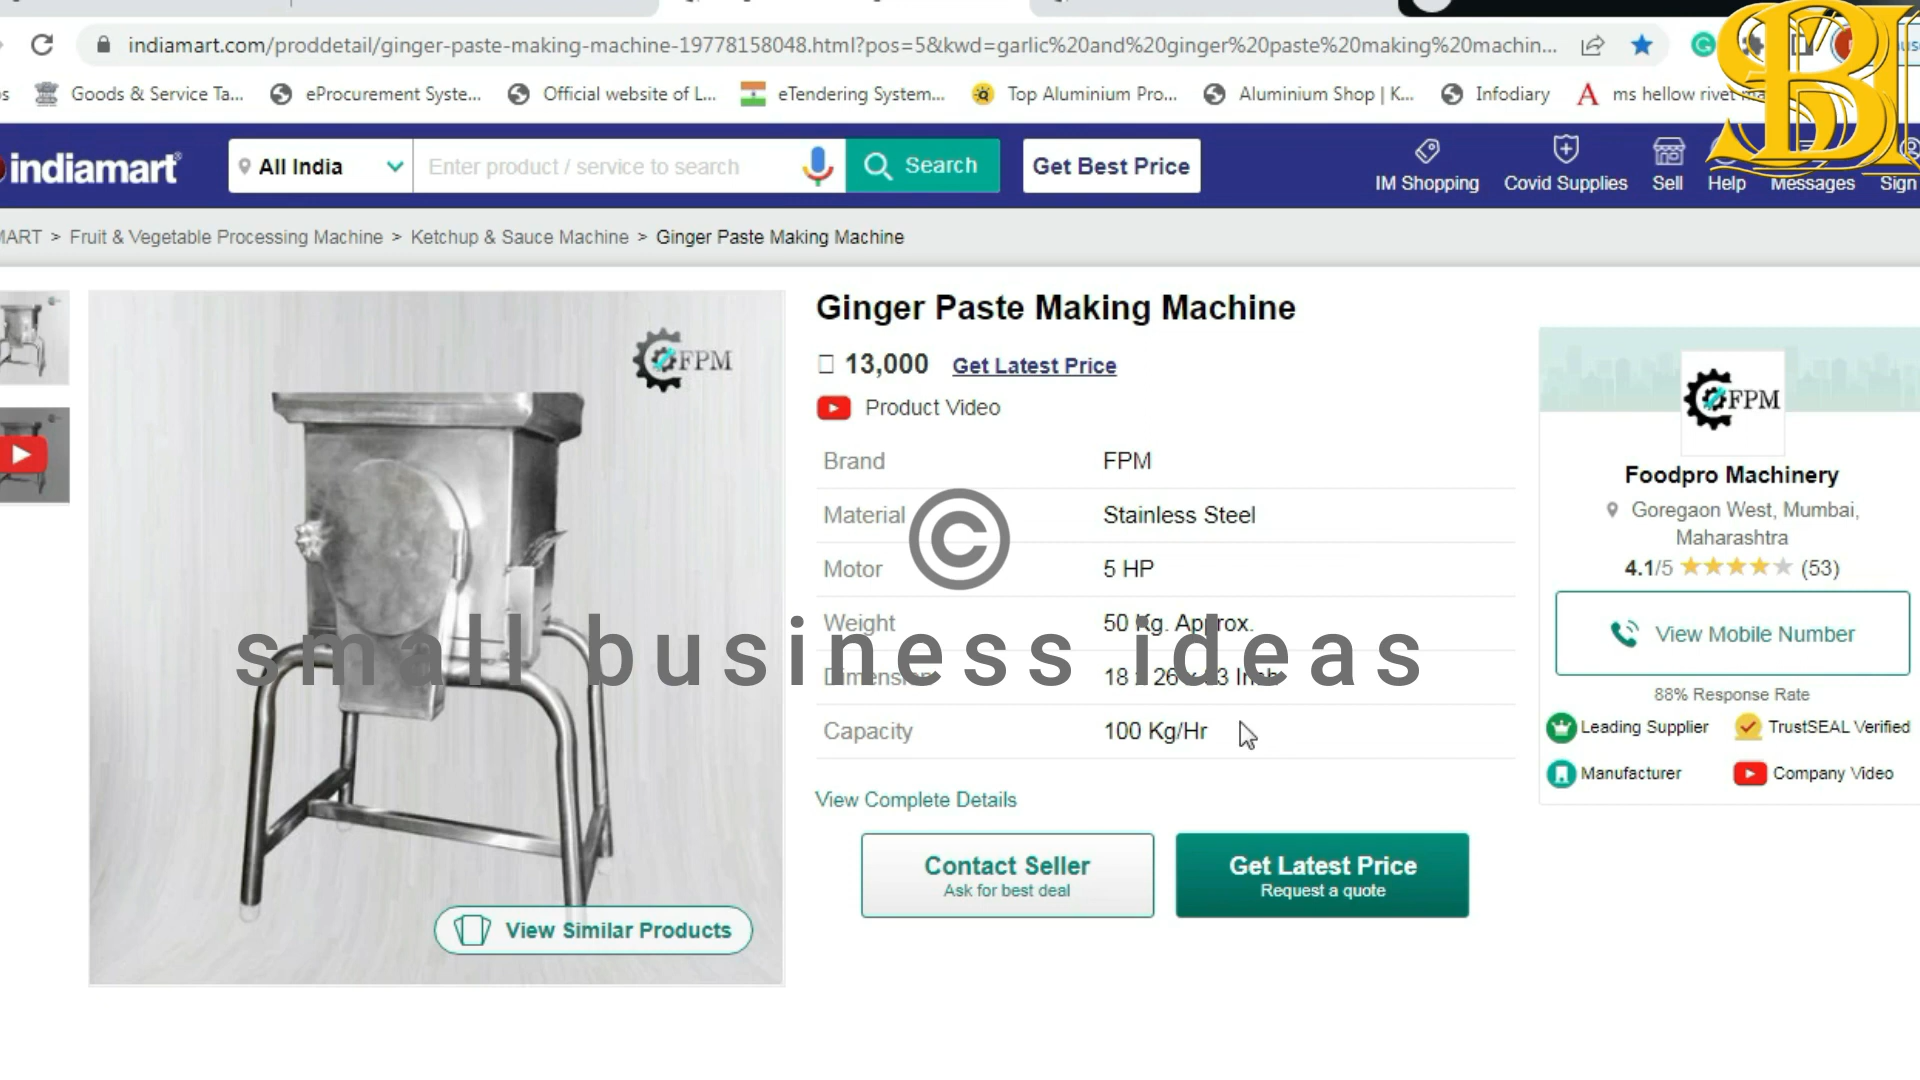 indiamart.com/proddetail/ginger-paste-making-machine-19778158048.html?pos=5&kwd=garlic%20and%20ginger%20paste%20making%20machin...
Goods & Service Ta... eProcurement Syste... Official website of L... eTendering System... Top Aluminium Pro... Aluminium Shop | K... Infodiary ms hellow rivet
indiamart All India Enter product / service to search Search Get Best Price IM Shopping Covid Supplies Sell Help Messages Sign
MART > Fruit & Vegetable Processing Machine > Ketchup & Sauce Machine > Ginger Paste Making Machine
FPM
Ginger Paste Making Machine
13,000 Get Latest Price
Product Video
Brand FPM
Material Stainless Steel
Motor 5 HP
Weight 50 Kg. Approx.
Capacity 100 Kg/Hr
View Complete Details
Contact Seller
Ask for best deal
Get Latest Price
Request a quote
View Similar Products
FPM
Foodpro Machinery
Goregaon West, Mumbai,
Maharashtra
4.1/5 (53)
View Mobile Number
88% Response Rate
Leading Supplier TrustSEAL Verified
Manufacturer Company Video
©
small business ideas
SBI